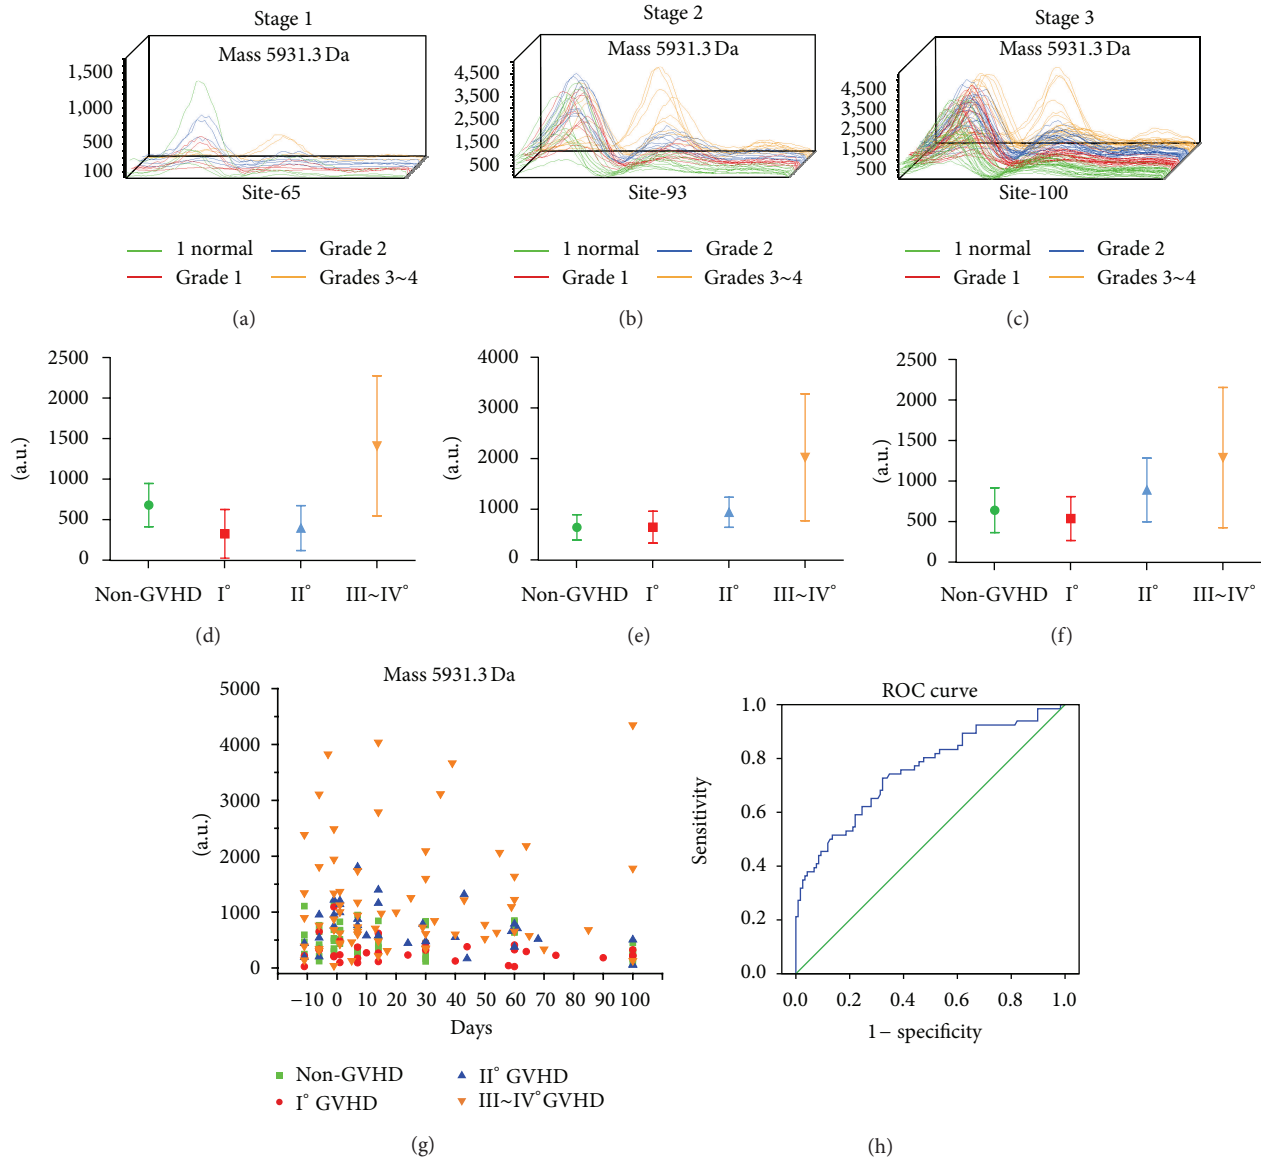 Stage 1
Mass 5931.3 Da
1,500
1,000
500
100
Site-65
1 normal
Grade 2
Grade 1
Grades 3~4
(a)
Stage 2
Mass 5931.3 Da
4,500
3,500
2,500
1,500
500
Site-93
1 normal
Grade 2
Grade 1
Grades 3~4
(b)
Stage 3
Mass 5931.3 Da
4,500
3,500
2,500
1,500
500
Site-100
1 normal
Grade 2
Grade 1
Grades 3~4
(c)
2500
2000
1500
1000
500
0
(a.u.)
Non-GVHD I° II° III~IV°
(d)
4000
3000
2000
1000
0
(a.u.)
Non-GVHD I° II° III~IV°
(e)
2500
2000
1500
1000
500
0
(a.u.)
Non-GVHD I° II° III~IV°
(f)
Mass 5931.3 Da
5000
4000
3000
2000
1000
0
(a.u.)
−10 0 10 20 30 40 50 60 70 80 90 100
Days
Non-GVHD
II° GVHD
I° GVHD
III~IV° GVHD
(g)
ROC curve
1.0
0.8
0.6
0.4
0.2
0.0
Sensitivity
0.0 0.2 0.4 0.6 0.8 1.0
1 − specificity
(h)